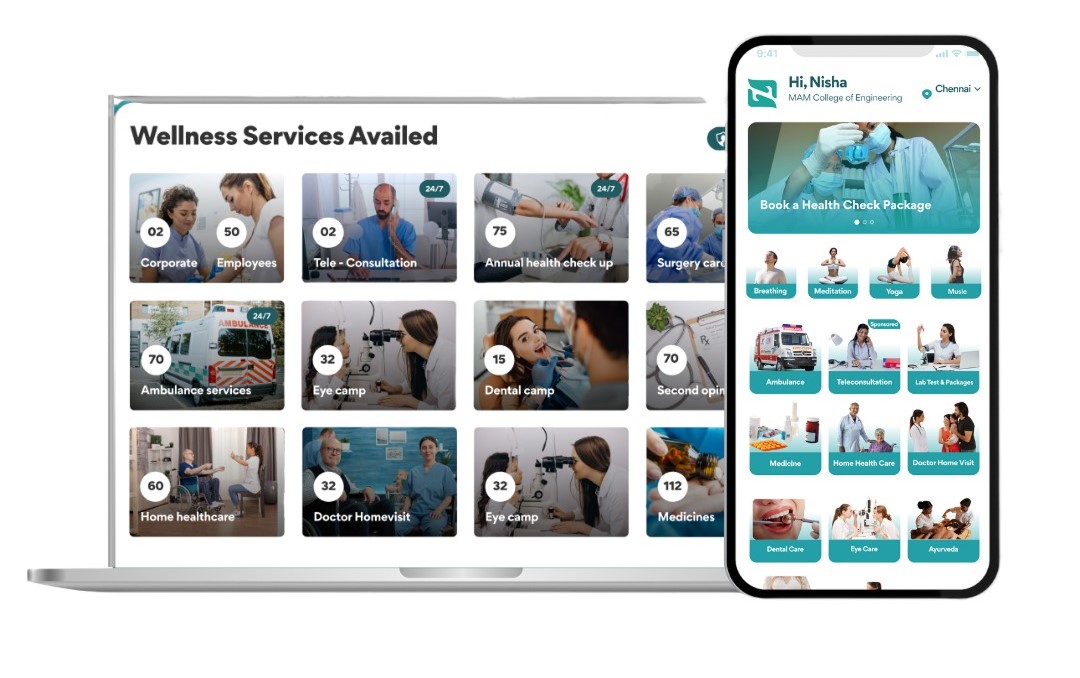 Wellness Services Availed
02
50
Corporate
Employees
24/7
02
Tele - Consultation
24/7
75
Annual health check up
65
Surgery care
24/7
AMBULANCE
70
Ambulance services
32
Eye camp
15
Dental camp
70
Second opin
60
Home healthcare
32
Doctor Homevisit
32
Eye camp
112
Medicines
9:41
Hi, Nisha
MAM College of Engineering
Chennai
Book a Health Check Package
Breathing
Meditation
Yoga
Music
Ambulance
Sponsored
Teleconsultation
Lab Test & Packages
Medicine
Home Health Care
Doctor Home Visit
Dental Care
Eye Care
Ayurveda